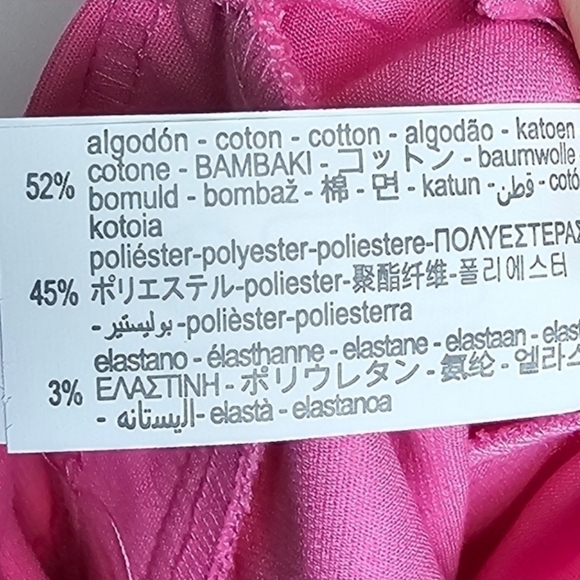 algodón - coton - cotton - algodão - katoen
52% cotone - BAMBAKI - コットン - baumwolle -
bomuld - bombaž - 棉 - 면 - katun - قطن - cotó
kotoia
poliéster-polyester-poliestere-ΠΟΛΥΕΣΤΕΡΑΣ
45% ポリエステル-poliester-聚酯纤维-폴리에스터
- بوليستير -polièster-poliesterra
elastano - élasthanne - elastane - elastaan - elast
3% ΕΛΑΣΤΙΝΗ - ポリウレタン - 氨纶 - 엘라스
- اليستانه - elastà - elastanoa